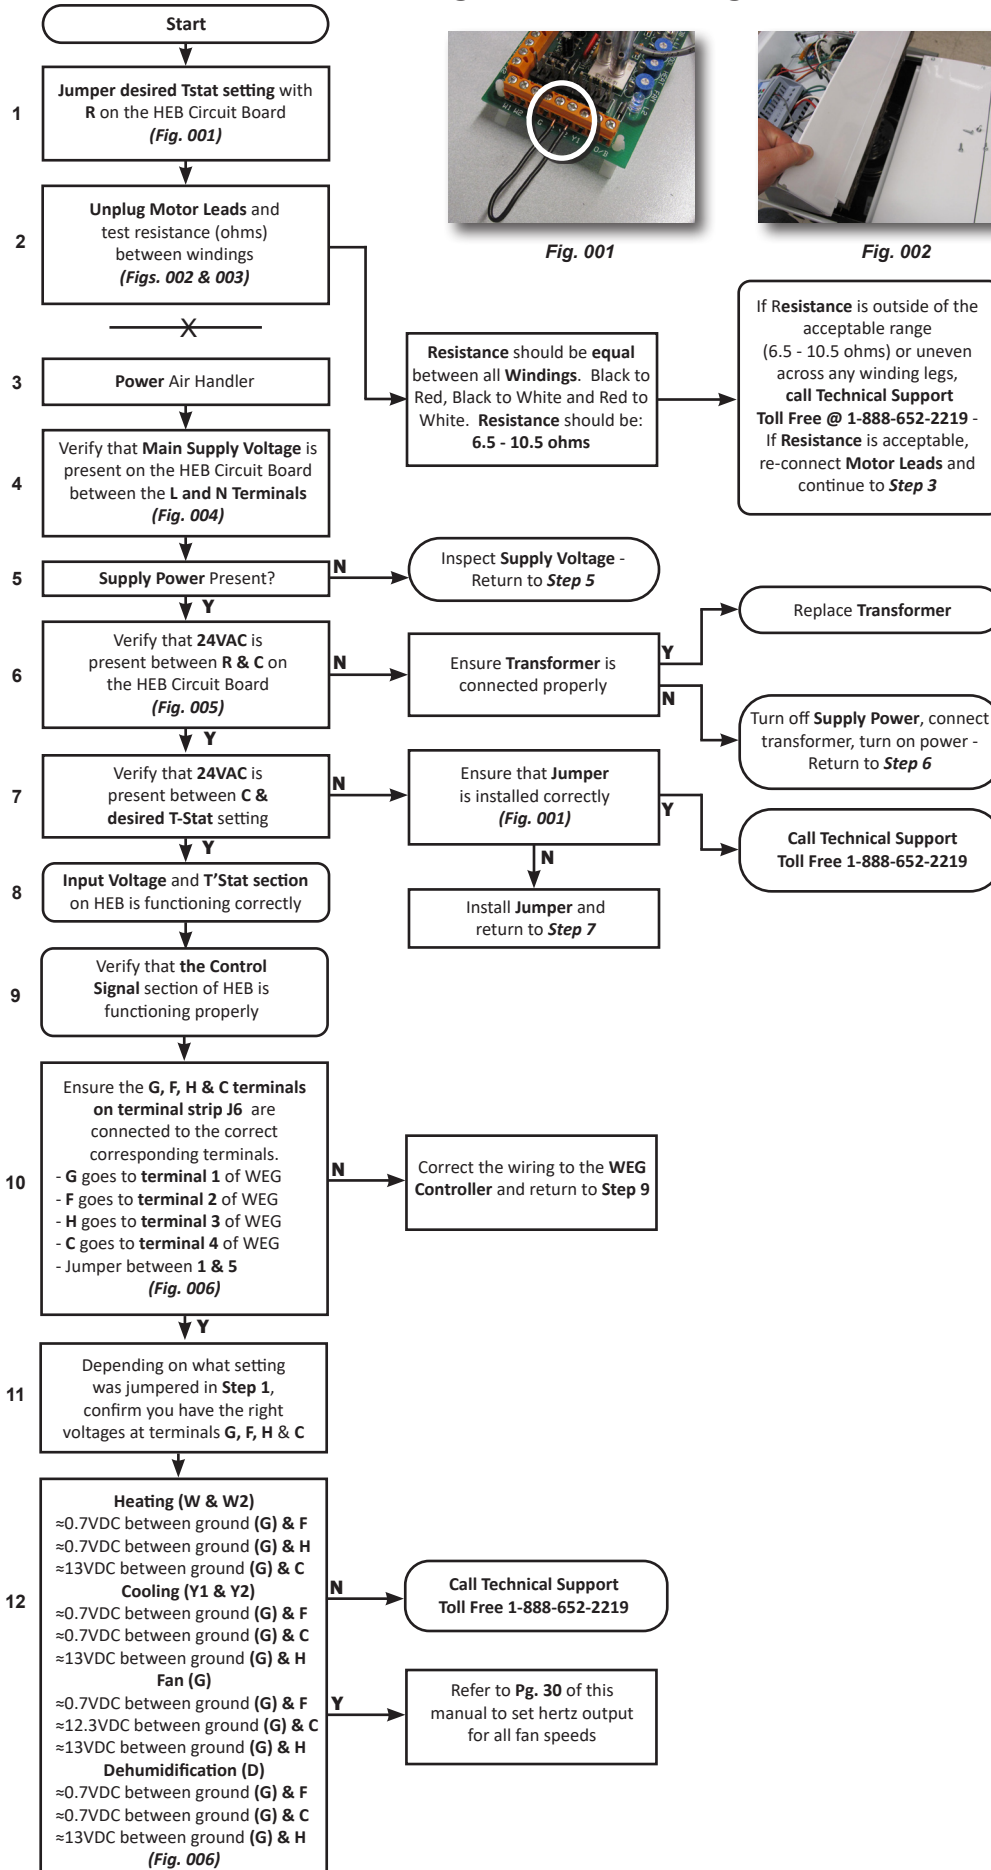 Start
1
Jumper desired Tstat setting with
R on the HEB Circuit Board
(Fig. 001)
2
Unplug Motor Leads and
test resistance (ohms)
between windings
(Figs. 002 & 003)
X
G
Y1
O/B
Fig. 001
Fig. 002
Resistance should be equal
between all Windings. Black to
Red, Black to White and Red to
White. Resistance should be:
6.5 - 10.5 ohms
If Resistance is outside of the
acceptable range
(6.5 - 10.5 ohms) or uneven
across any winding legs,
call Technical Support
Toll Free @ 1-888-652-2219 -
If Resistance is acceptable,
re-connect Motor Leads and
continue to Step 3
3
Power Air Handler
4
Verify that Main Supply Voltage is
present on the HEB Circuit Board
between the L and N Terminals
(Fig. 004)
5
Supply Power Present?
N
Inspect Supply Voltage -
Return to Step 5
Y
6
Verify that 24VAC is
present between R & C on
the HEB Circuit Board
(Fig. 005)
N
Ensure Transformer is
connected properly
Y
Replace Transformer
N
Turn off Supply Power, connect
transformer, turn on power -
Return to Step 6
Y
7
Verify that 24VAC is
present between C &
desired T-Stat setting
N
Ensure that Jumper
is installed correctly
(Fig. 001)
Y
Call Technical Support
Toll Free 1-888-652-2219
N
Install Jumper and
return to Step 7
Y
8
Input Voltage and T’Stat section
on HEB is functioning correctly
9
Verify that the Control
Signal section of HEB is
functioning properly
10
Ensure the G, F, H & C terminals
on terminal strip J6 are
connected to the correct
corresponding terminals.
- G goes to terminal 1 of WEG
- F goes to terminal 2 of WEG
- H goes to terminal 3 of WEG
- C goes to terminal 4 of WEG
- Jumper between 1 & 5
(Fig. 006)
N
Correct the wiring to the WEG
Controller and return to Step 9
Y
11
Depending on what setting
was jumpered in Step 1,
confirm you have the right
voltages at terminals G, F, H & C
12
Heating (W & W2)
≈0.7VDC between ground (G) & F
≈0.7VDC between ground (G) & H
≈13VDC between ground (G) & C
Cooling (Y1 & Y2)
≈0.7VDC between ground (G) & F
≈0.7VDC between ground (G) & C
≈13VDC between ground (G) & H
Fan (G)
≈0.7VDC between ground (G) & F
≈12.3VDC between ground (G) & C
≈13VDC between ground (G) & H
Dehumidification (D)
≈0.7VDC between ground (G) & F
≈0.7VDC between ground (G) & C
≈13VDC between ground (G) & H
(Fig. 006)
N
Call Technical Support
Toll Free 1-888-652-2219
Y
Refer to Pg. 30 of this
manual to set hertz output
for all fan speeds